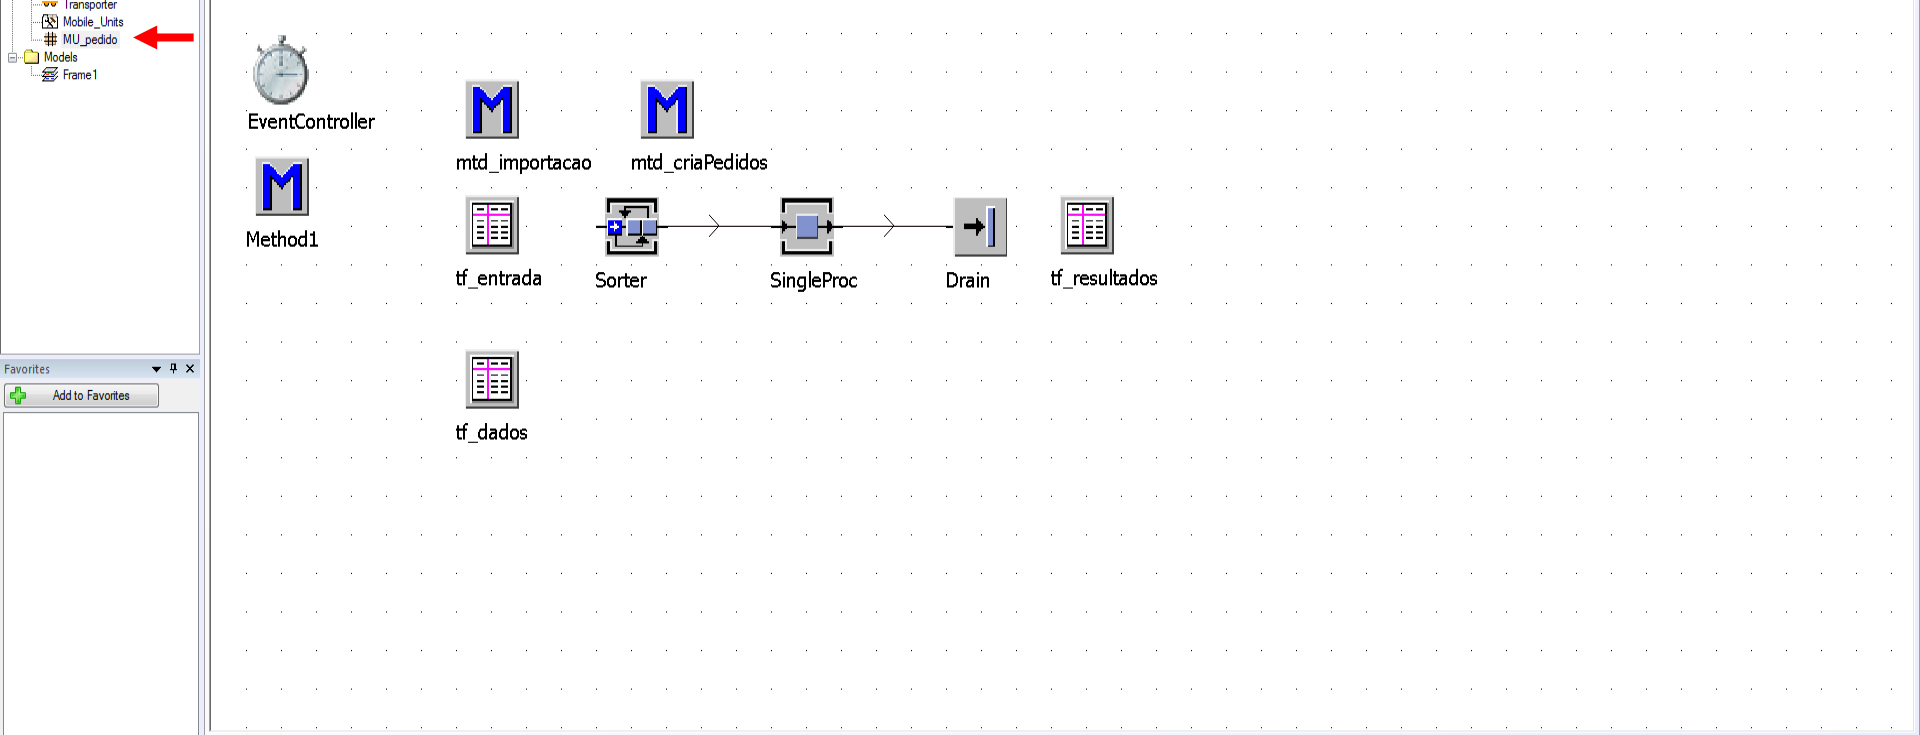 Transporter
Mobile_Units
MU_pedido
Models
Frame1
Favorites
Add to Favorites
EventController
Method1
mtd_importacao
mtd_criaPedidos
tf_entrada
Sorter
SingleProc
Drain
tf_resultados
tf_dados